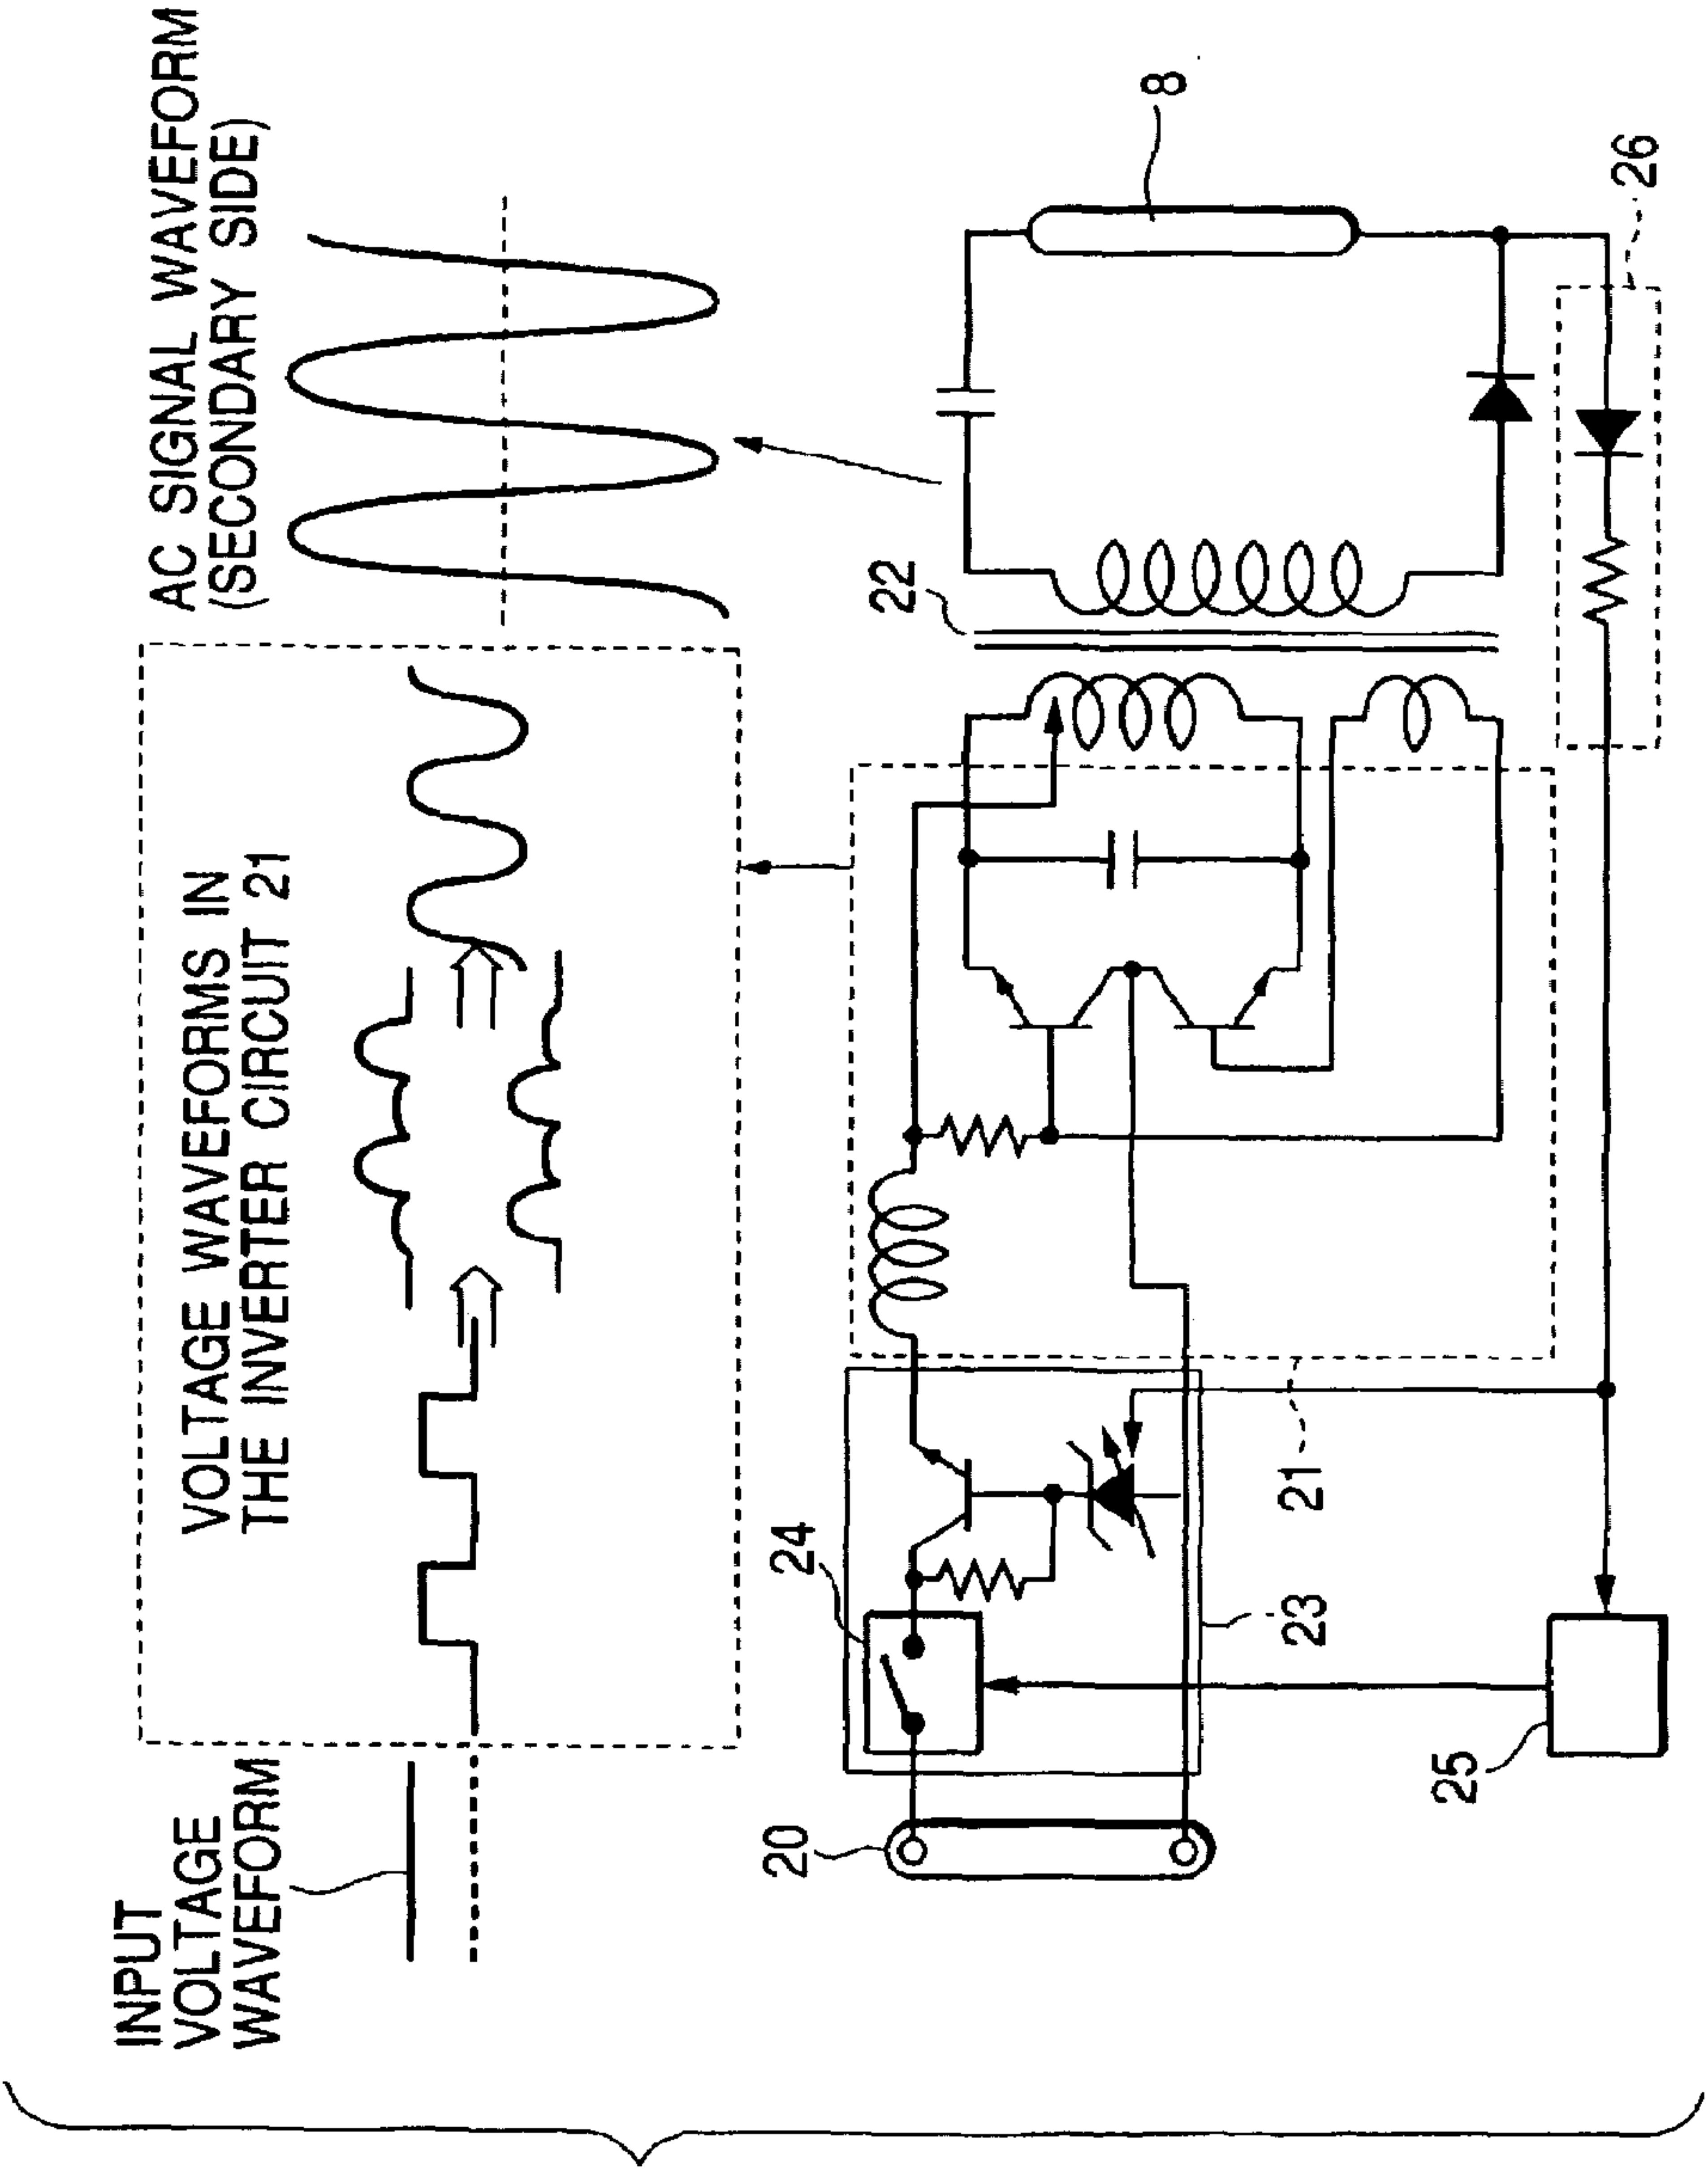 INPUT
VOLTAGE
WAVEFORM
VOLTAGE WAVEFORMS IN
THE INVERTER CIRCUIT 21
AC SIGNAL WAVEFORM
(SECONDARY SIDE)
20
24
22
8
23
21
25
26